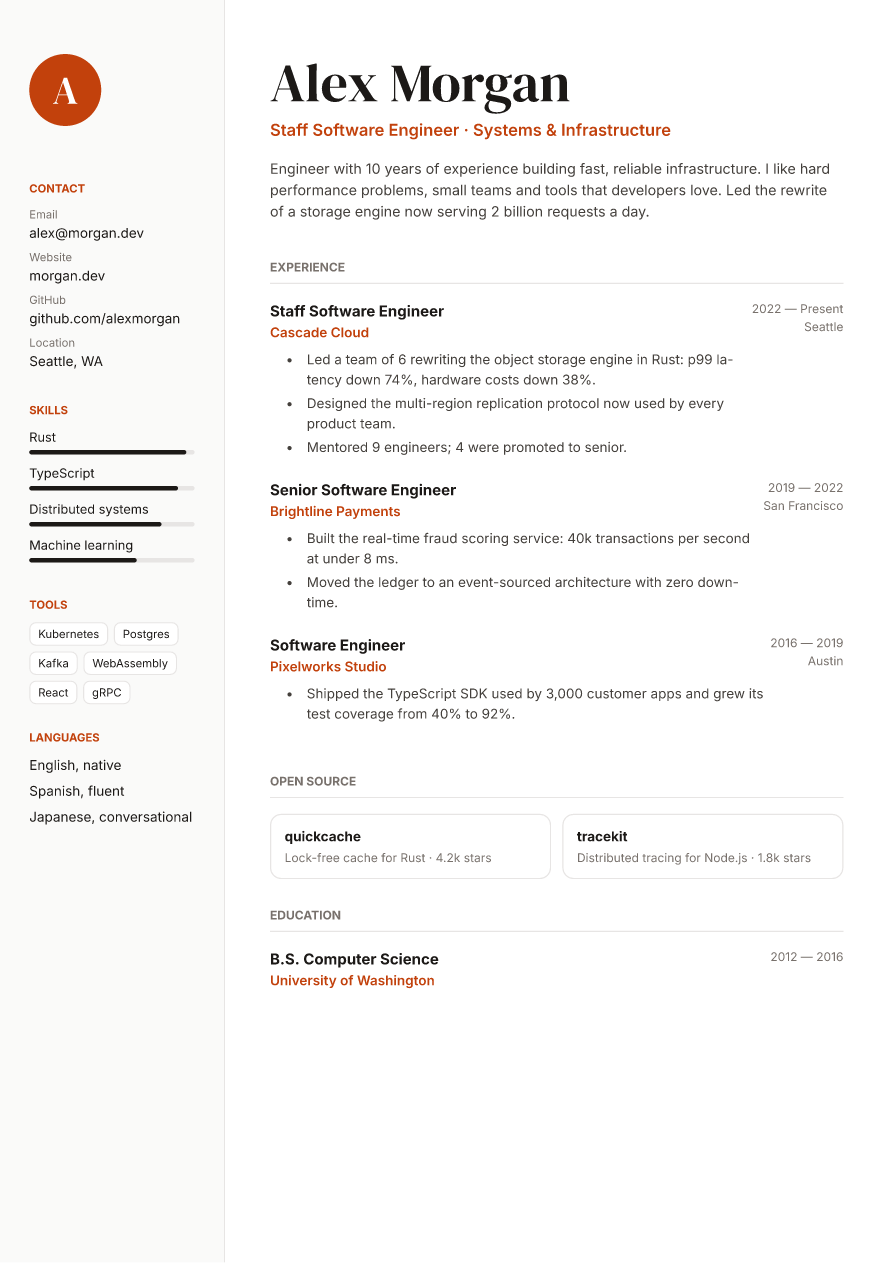 A
CONTACT
Email
alex@morgan.dev
Website
morgan.dev
GitHub
github.com/alexmorgan
Location
Seattle, WA
SKILLS
Rust
TypeScript
Distributed systems
Machine learning
TOOLS
Kubernetes Postgres
Kafka WebAssembly
React gRPC
LANGUAGES
English, native
Spanish, fluent
Japanese, conversational
Alex Morgan
Staff Software Engineer · Systems & Infrastructure
Engineer with 10 years of experience building fast, reliable infrastructure. I like hard
performance problems, small teams and tools that developers love. Led the rewrite
of a storage engine now serving 2 billion requests a day.
EXPERIENCE
Staff Software Engineer 2022 — Present
Cascade Cloud Seattle
• Led a team of 6 rewriting the object storage engine in Rust: p99 la-
tency down 74%, hardware costs down 38%.
• Designed the multi-region replication protocol now used by every
product team.
• Mentored 9 engineers; 4 were promoted to senior.
Senior Software Engineer 2019 — 2022
Brightline Payments San Francisco
• Built the real-time fraud scoring service: 40k transactions per second
at under 8 ms.
• Moved the ledger to an event-sourced architecture with zero down-
time.
Software Engineer 2016 — 2019
Pixelworks Studio Austin
• Shipped the TypeScript SDK used by 3,000 customer apps and grew its
test coverage from 40% to 92%.
OPEN SOURCE
quickcache
Lock-free cache for Rust · 4.2k stars
tracekit
Distributed tracing for Node.js · 1.8k stars
EDUCATION
B.S. Computer Science 2012 — 2016
University of Washington